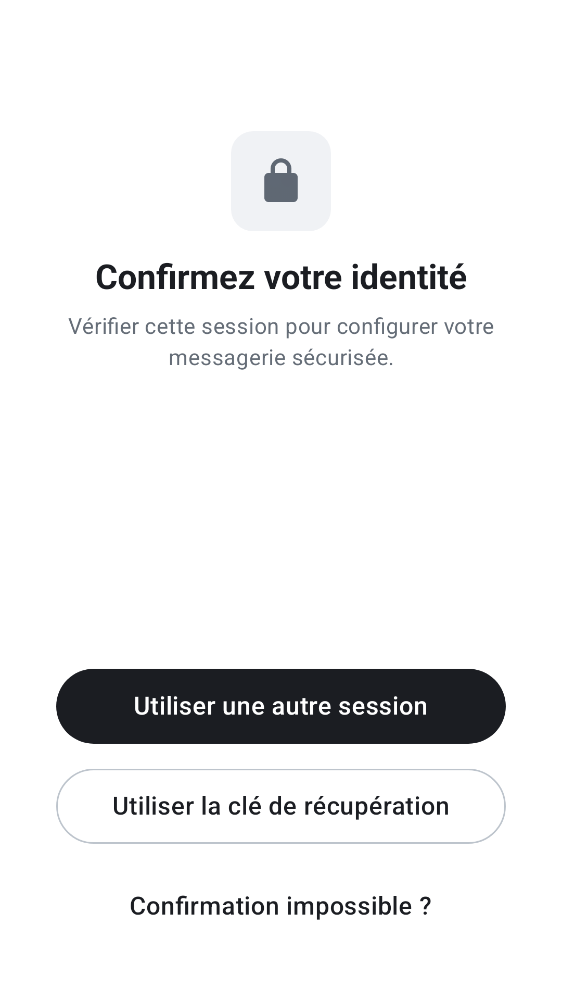 Confirmez votre identité
Vérifier cette session pour configurer votre
messagerie sécurisée.
Utiliser une autre session
Utiliser la clé de récupération
Confirmation impossible ?